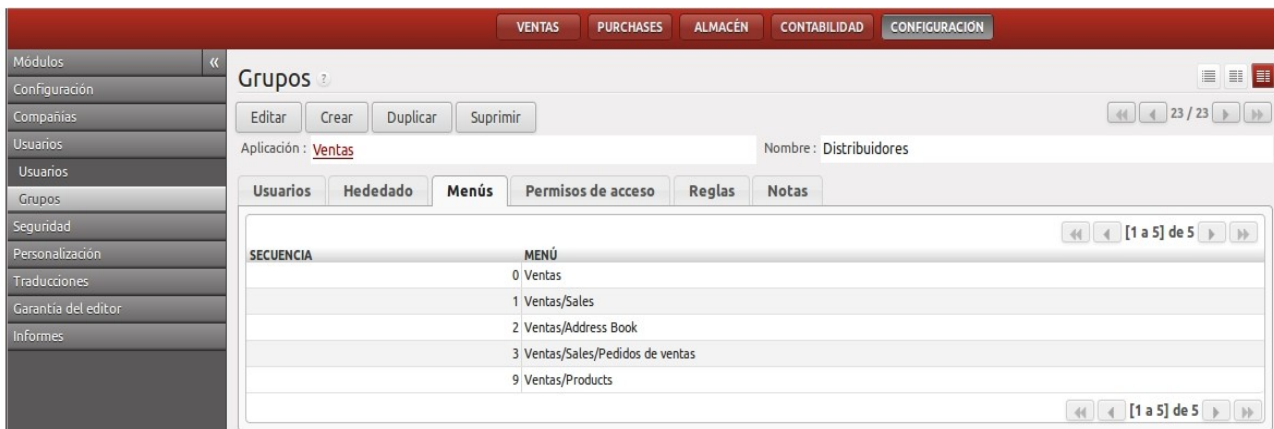 VENTAS PURCHASES ALMACÉN CONTABILIDAD CONFIGURACIÓN
Módulos «
Configuración
Compañías
Usuarios
Usuarios
Grupos
Seguridad
Personalización
Traducciones
Garantía del editor
Informes
Grupos ?
Editar Crear Duplicar Suprimir 23 / 23
Aplicación : Ventas Nombre : Distribuidores
Usuarios Hededado Menús Permisos de acceso Reglas Notas
[1 a 5] de 5
SECUENCIA MENÚ
0 Ventas
1 Ventas/Sales
2 Ventas/Address Book
3 Ventas/Sales/Pedidos de ventas
9 Ventas/Products
[1 a 5] de 5